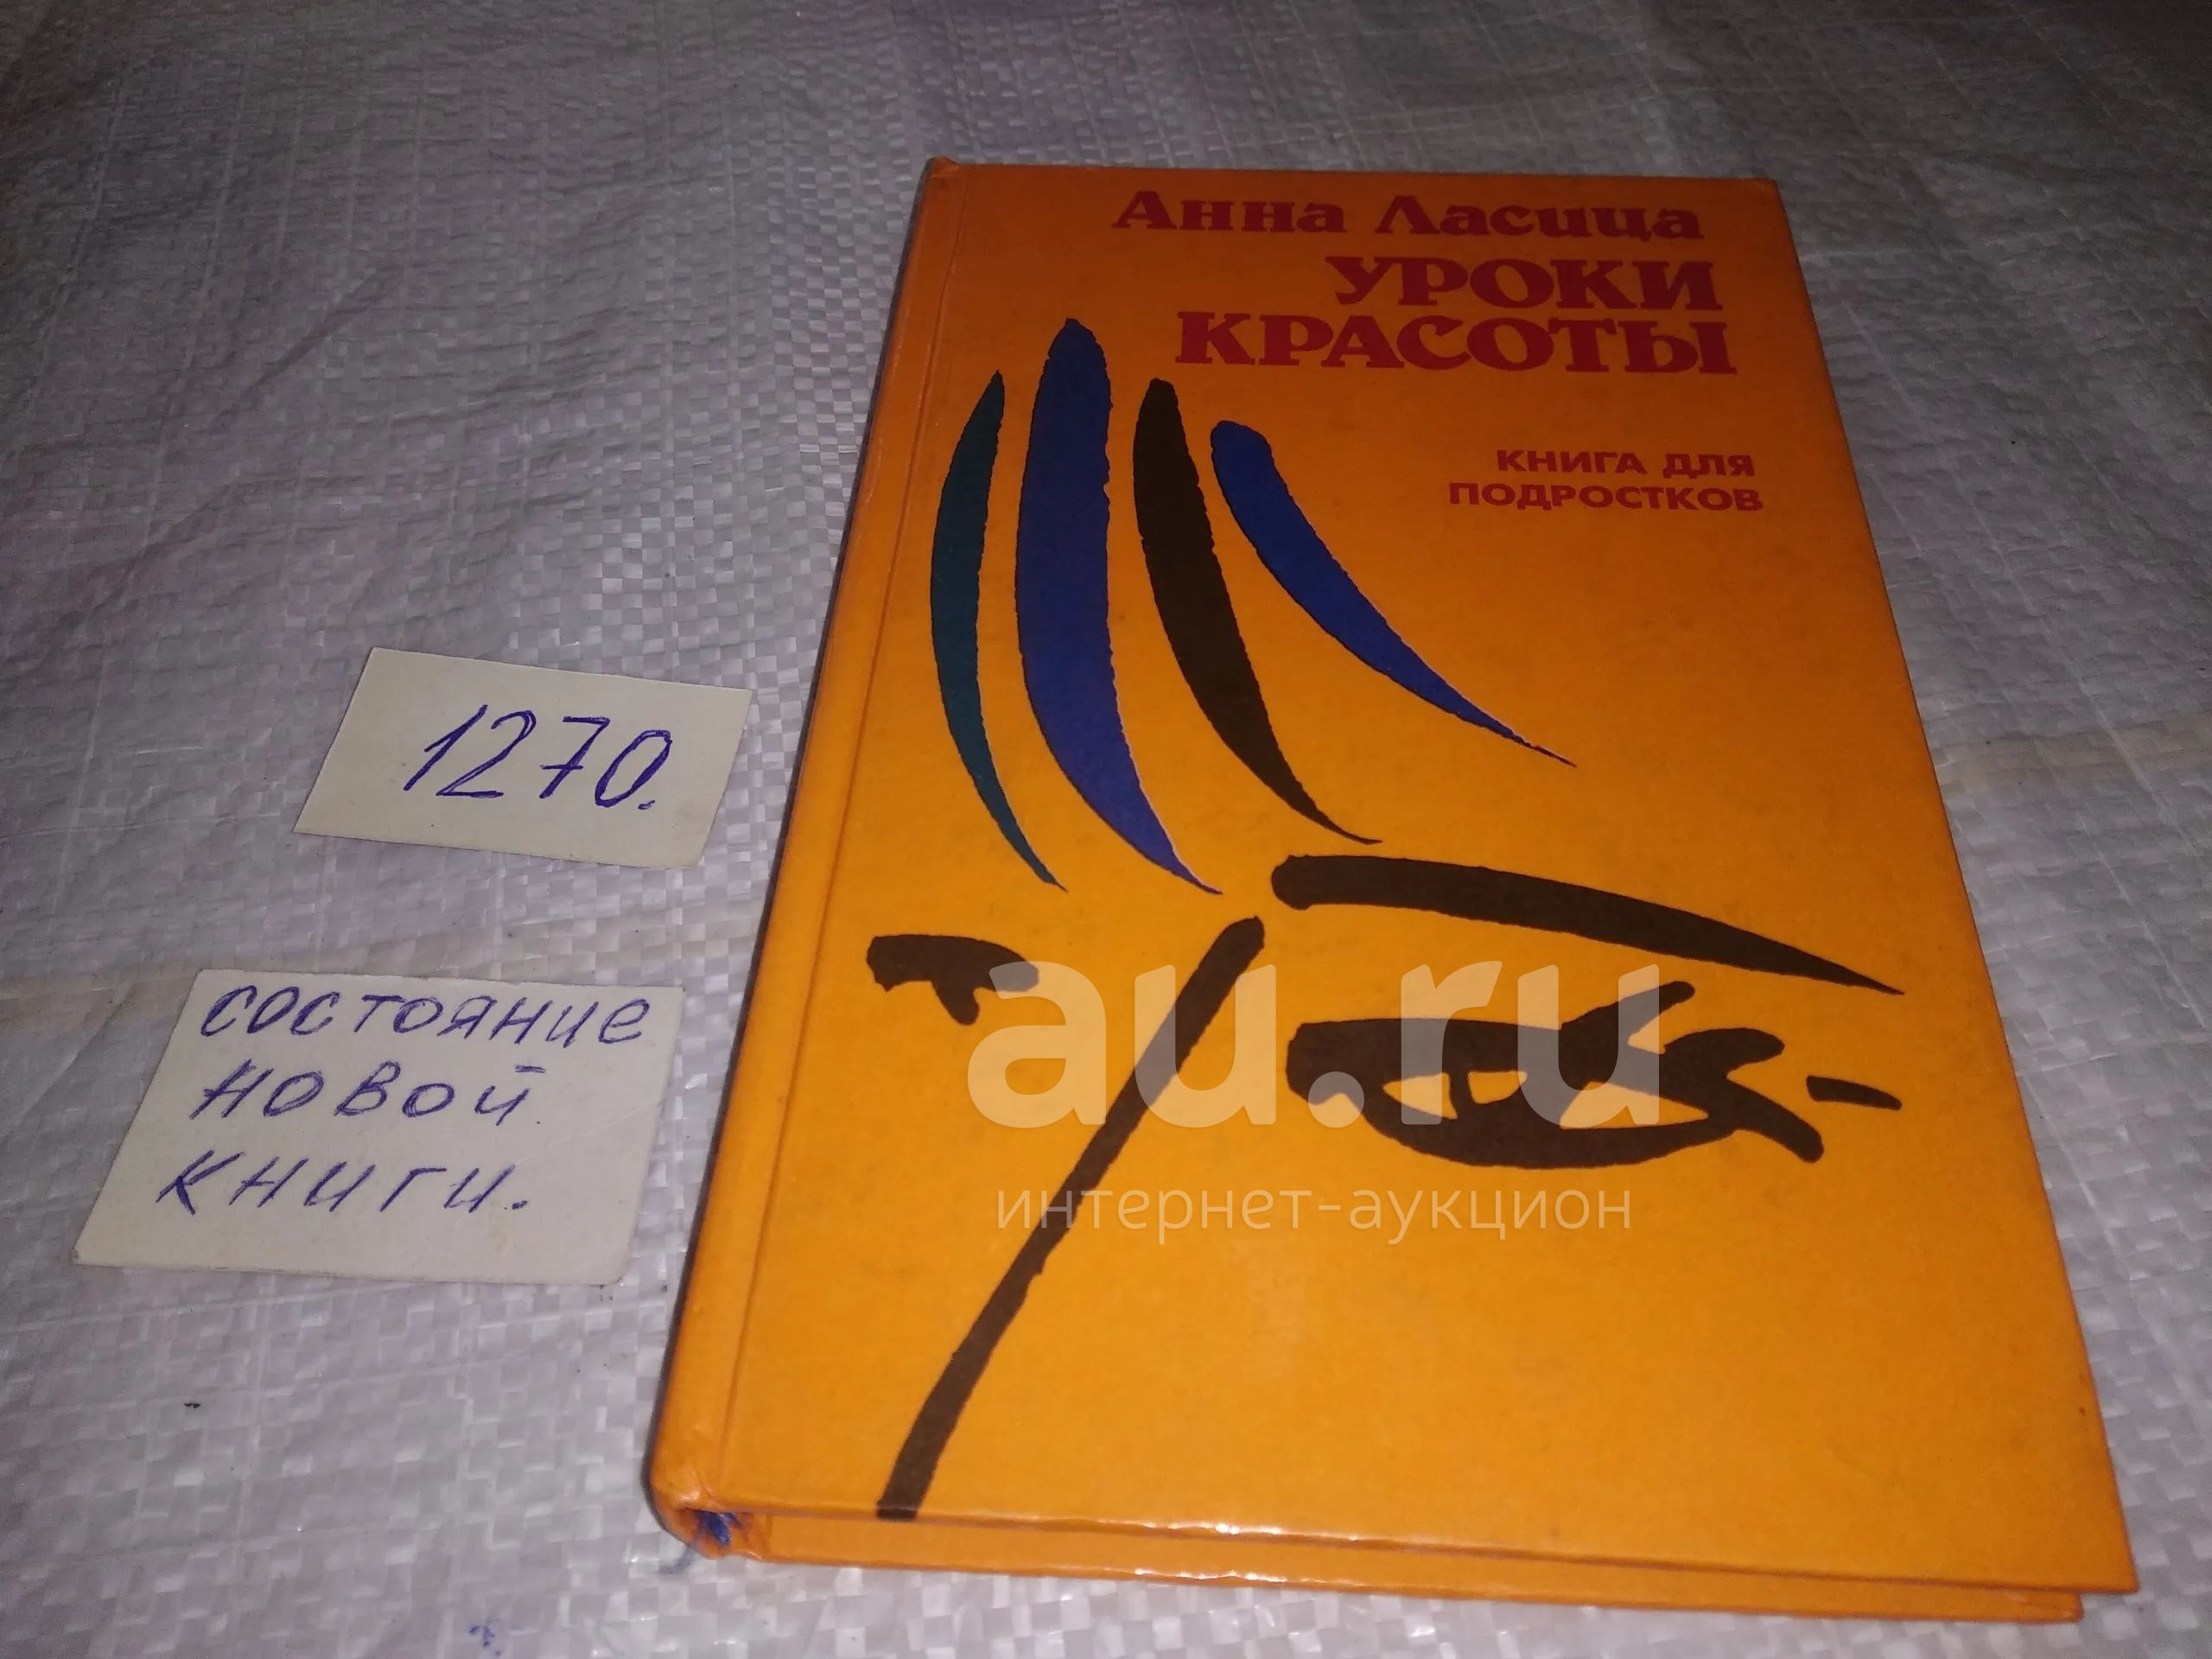 Анна Ласица
УРОКИ
КРАСОТЫ
КНИГА ДЛЯ
ПОДРОСТКОВ
1270.
состояние
новой
книги.
au.ru
интернет-аукцион